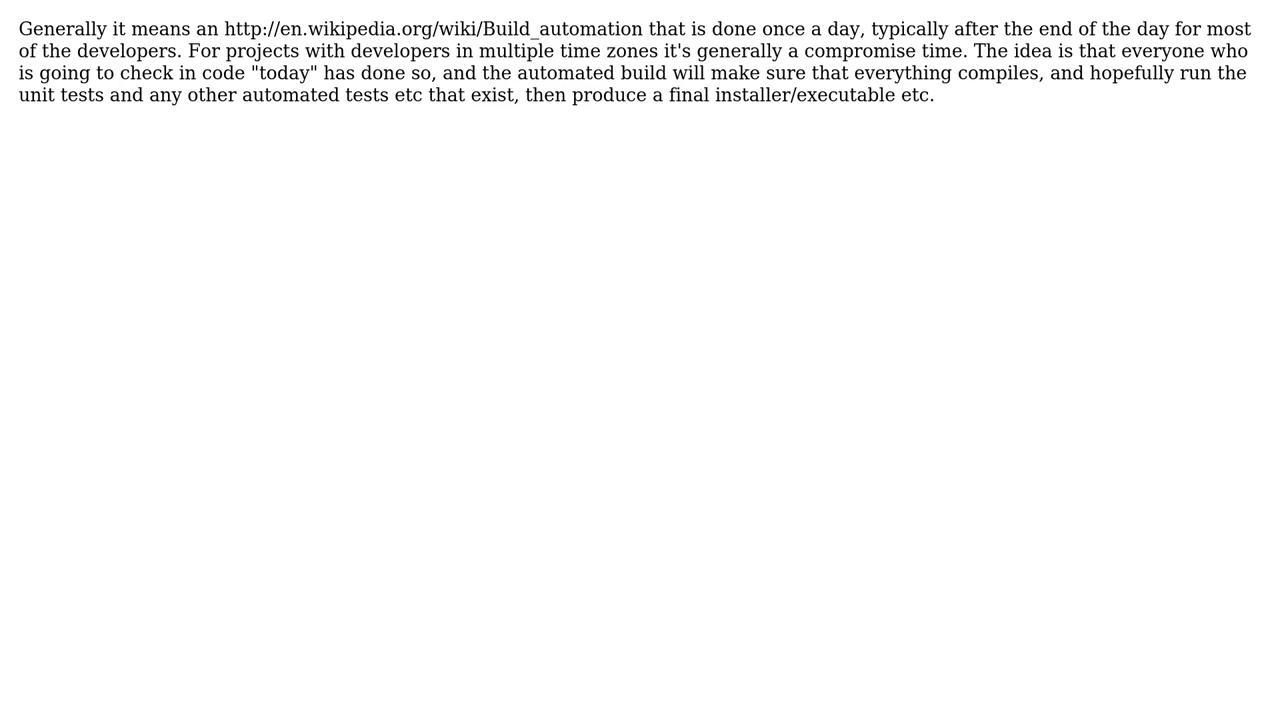 Generally it means an http://en.wikipedia.org/wiki/Build_automation that is done once a day, typically after the end of the day for most
of the developers. For projects with developers in multiple time zones it's generally a compromise time. The idea is that everyone who
is going to check in code "today" has done so, and the automated build will make sure that everything compiles, and hopefully run the
unit tests and any other automated tests etc that exist, then produce a final installer/executable etc.